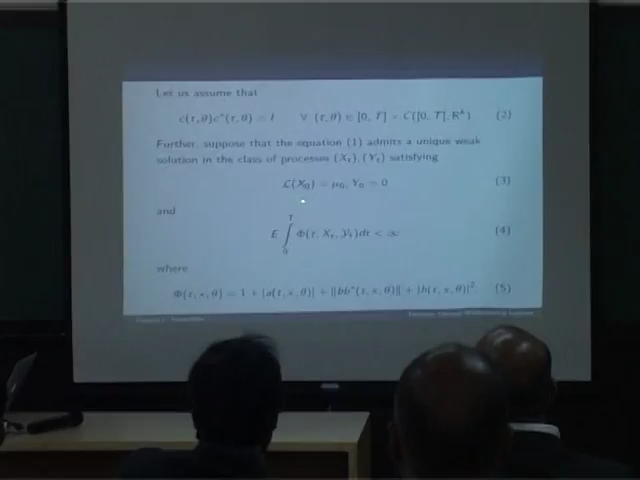 Let us assume that
c(t, θ)c*(t, θ) = I ∀ (t, θ) ∈ [0, T] × C([0, T], R^k) (2)
Further, suppose that the equation (1) admits a unique weak
solution in the class of processes (X_t), (Y_t) satisfying
L(X_0) = μ_0, Y_0 = 0 (3)
and
E ∫_0^T Φ(t, X_t, Y_t)dt < ∞ (4)
where
Φ(t, x, θ) = 1 + |a(t, x, θ)| + ||bb*(t, x, θ)|| + |h(t, x, θ)|². (5)